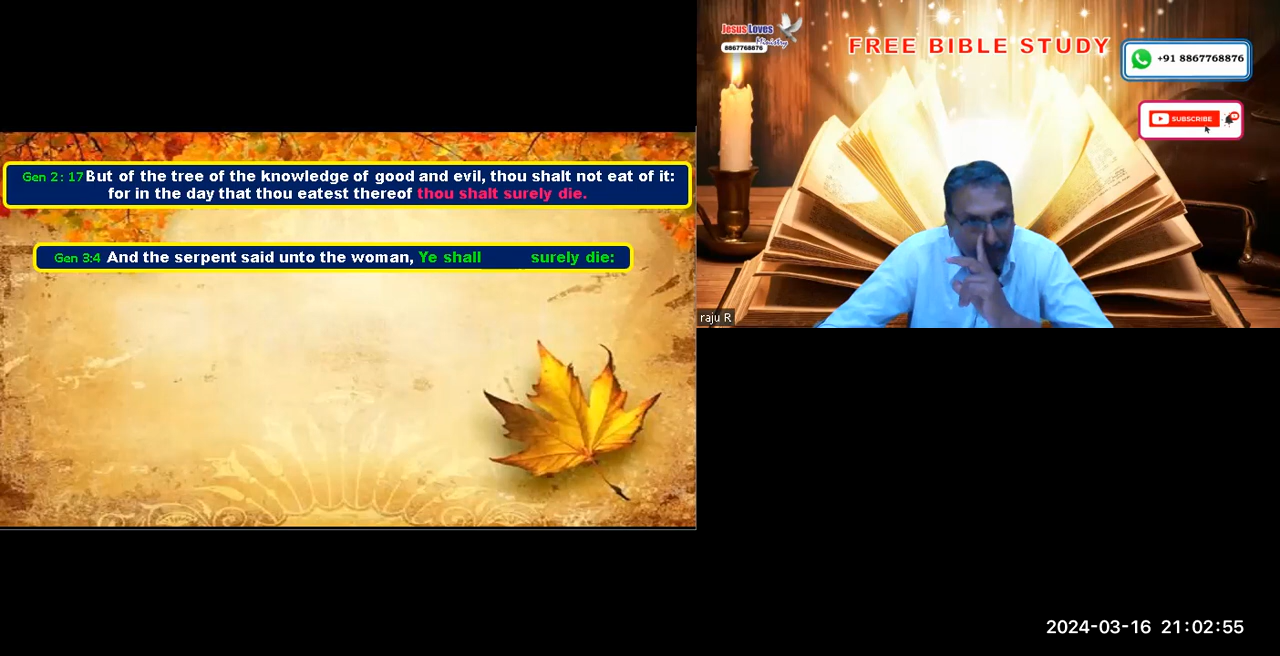 Gen 2: 17 But of the tree of the knowledge of good and evil, thou shalt not eat of it:
for in the day that thou eatest thereof thou shalt surely die.
Gen 3:4 And the serpent said unto the woman, Ye shall surely die:
Jesus Loves
Ministry
8867768876
FREE BIBLE STUDY
+91 8867768876
SUBSCRIBE
raju R
2024-03-16 21:02:55